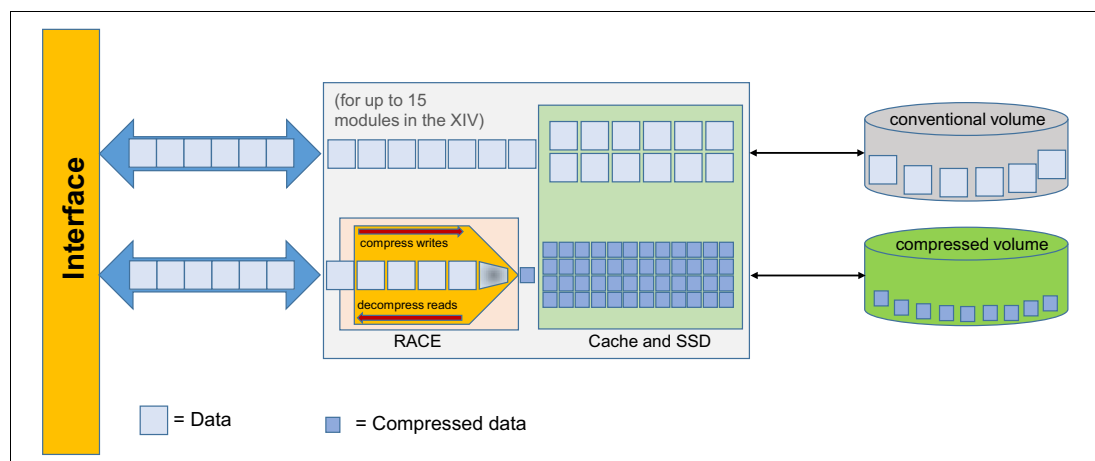 Interface
(for up to 15
modules in the XIV)
conventional volume
compress writes
decompress reads
compressed volume
RACE
Cache and SSD
= Data
= Compressed data